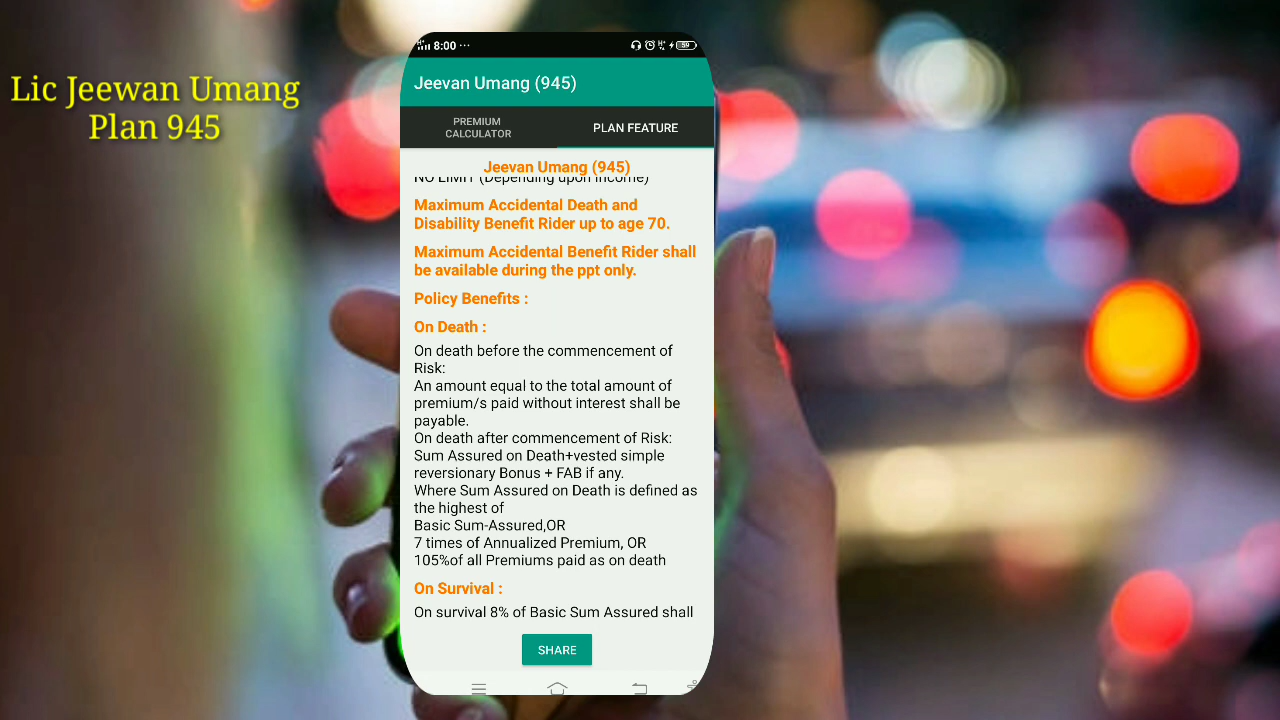 Lic Jeewan Umang
Plan 945
8:00 ...
59
Jeevan Umang (945)
PREMIUM
CALCULATOR
PLAN FEATURE
Jeevan Umang (945)
NO LIMIT (Depending upon income)
Maximum Accidental Death and
Disability Benefit Rider up to age 70.
Maximum Accidental Benefit Rider shall
be available during the ppt only.
Policy Benefits :
On Death :
On death before the commencement of
Risk:
An amount equal to the total amount of
premium/s paid without interest shall be
payable.
On death after commencement of Risk:
Sum Assured on Death+vested simple
reversionary Bonus + FAB if any.
Where Sum Assured on Death is defined as
the highest of
Basic Sum-Assured,OR
7 times of Annualized Premium, OR
105%of all Premiums paid as on death
On Survival :
On survival 8% of Basic Sum Assured shall
SHARE